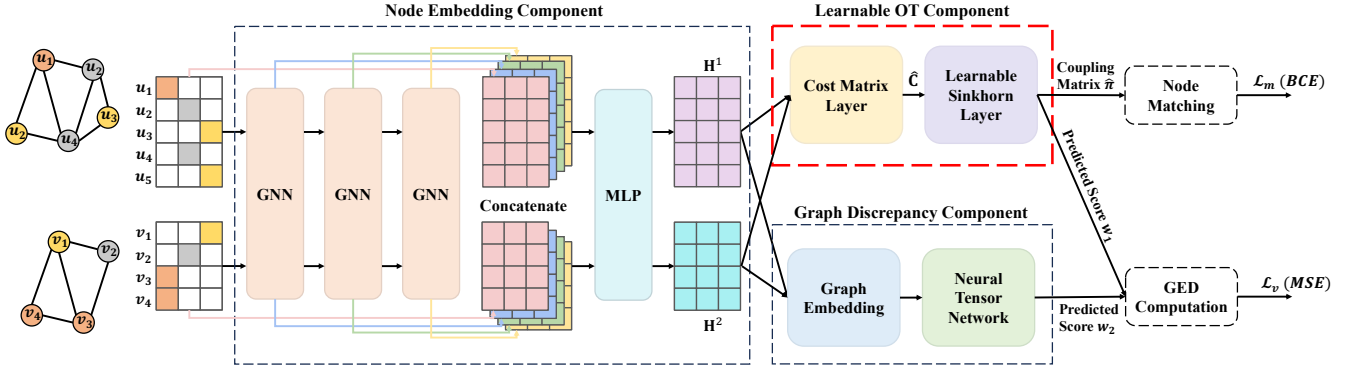 Node Embedding Component
Learnable OT Component
u₁
u₂
u₂
u₃
u₄
u₁
u₂
u₃
u₄
u₅
GNN
GNN
GNN
Concatenate
MLP
H¹
Cost Matrix
Layer
Ĉ
Learnable
Sinkhorn
Layer
Coupling
Matrix π̂
Node
Matching
ℒₘ (BCE)
Predicted Score w₁
v₁
v₂
v₃
v₄
v₁
v₂
v₃
v₄
H²
Graph Discrepancy Component
Graph
Embedding
Neural
Tensor
Network
Predicted
Score w₂
GED
Computation
ℒᵥ (MSE)